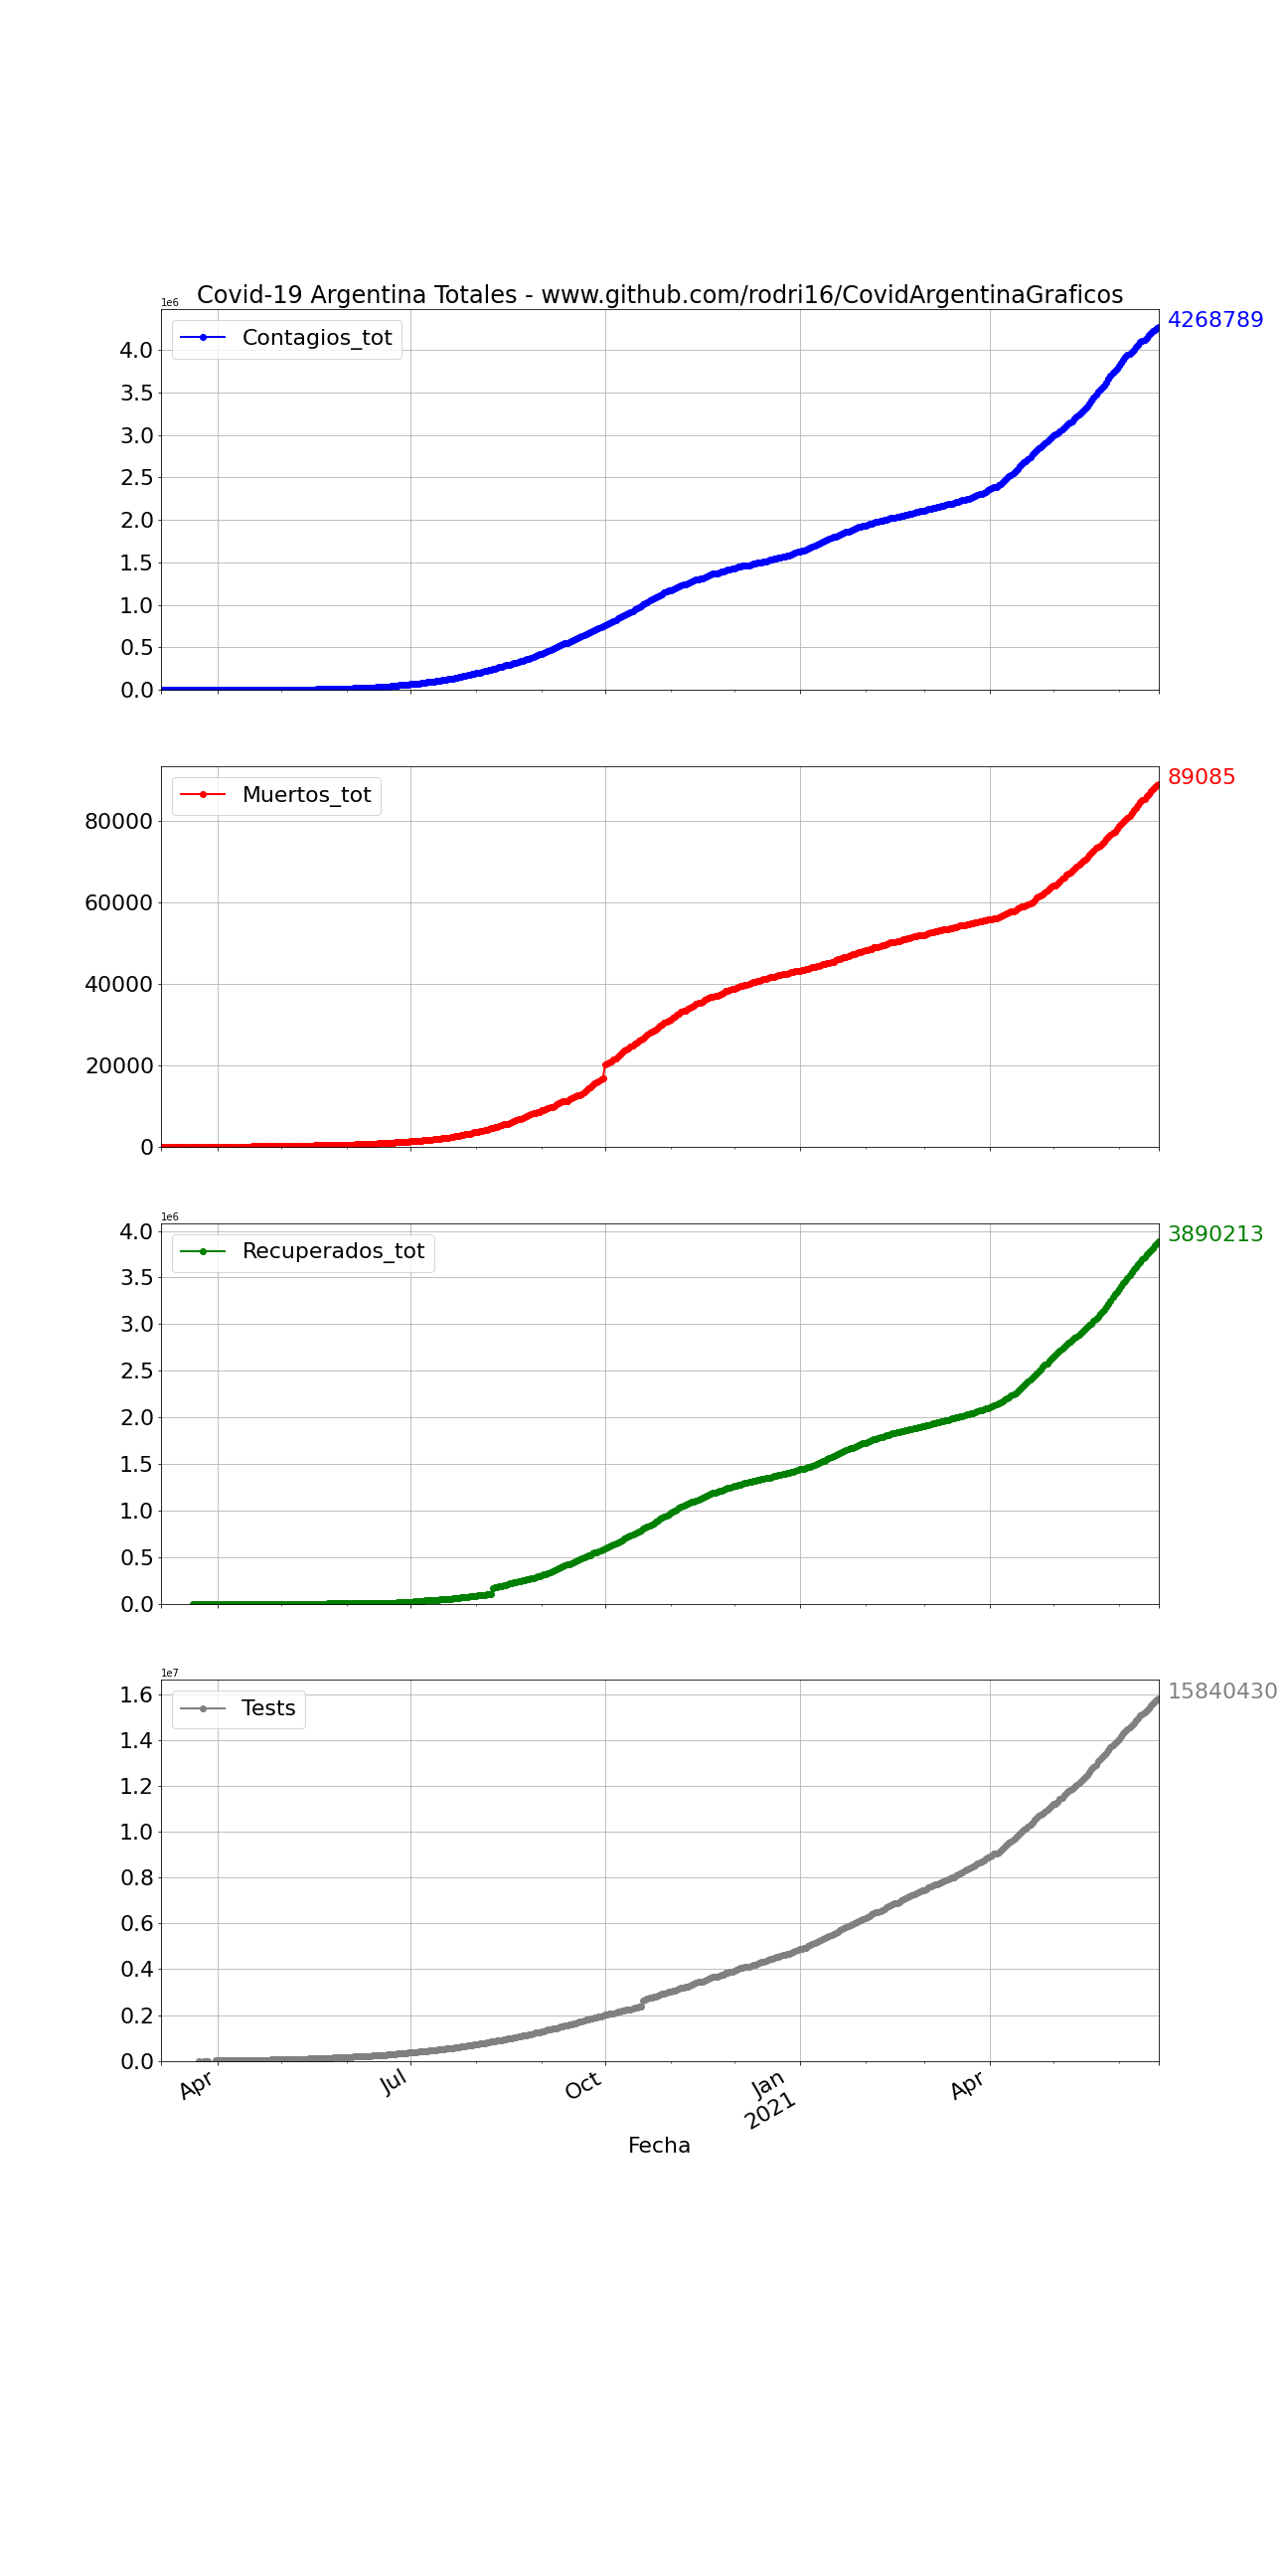 Covid-19 Argentina Totales - www.github.com/rodri16/CovidArgentinaGraficos
1e6
Contagios_tot
4268789
4.0
3.5
3.0
2.5
2.0
1.5
1.0
0.5
0.0
Muertos_tot
89085
80000
60000
40000
20000
0
1e6
Recuperados_tot
3890213
4.0
3.5
3.0
2.5
2.0
1.5
1.0
0.5
0.0
1e7
Tests
15840430
1.6
1.4
1.2
1.0
0.8
0.6
0.4
0.2
0.0
Apr
Jul
Oct
Jan
2021
Apr
Fecha